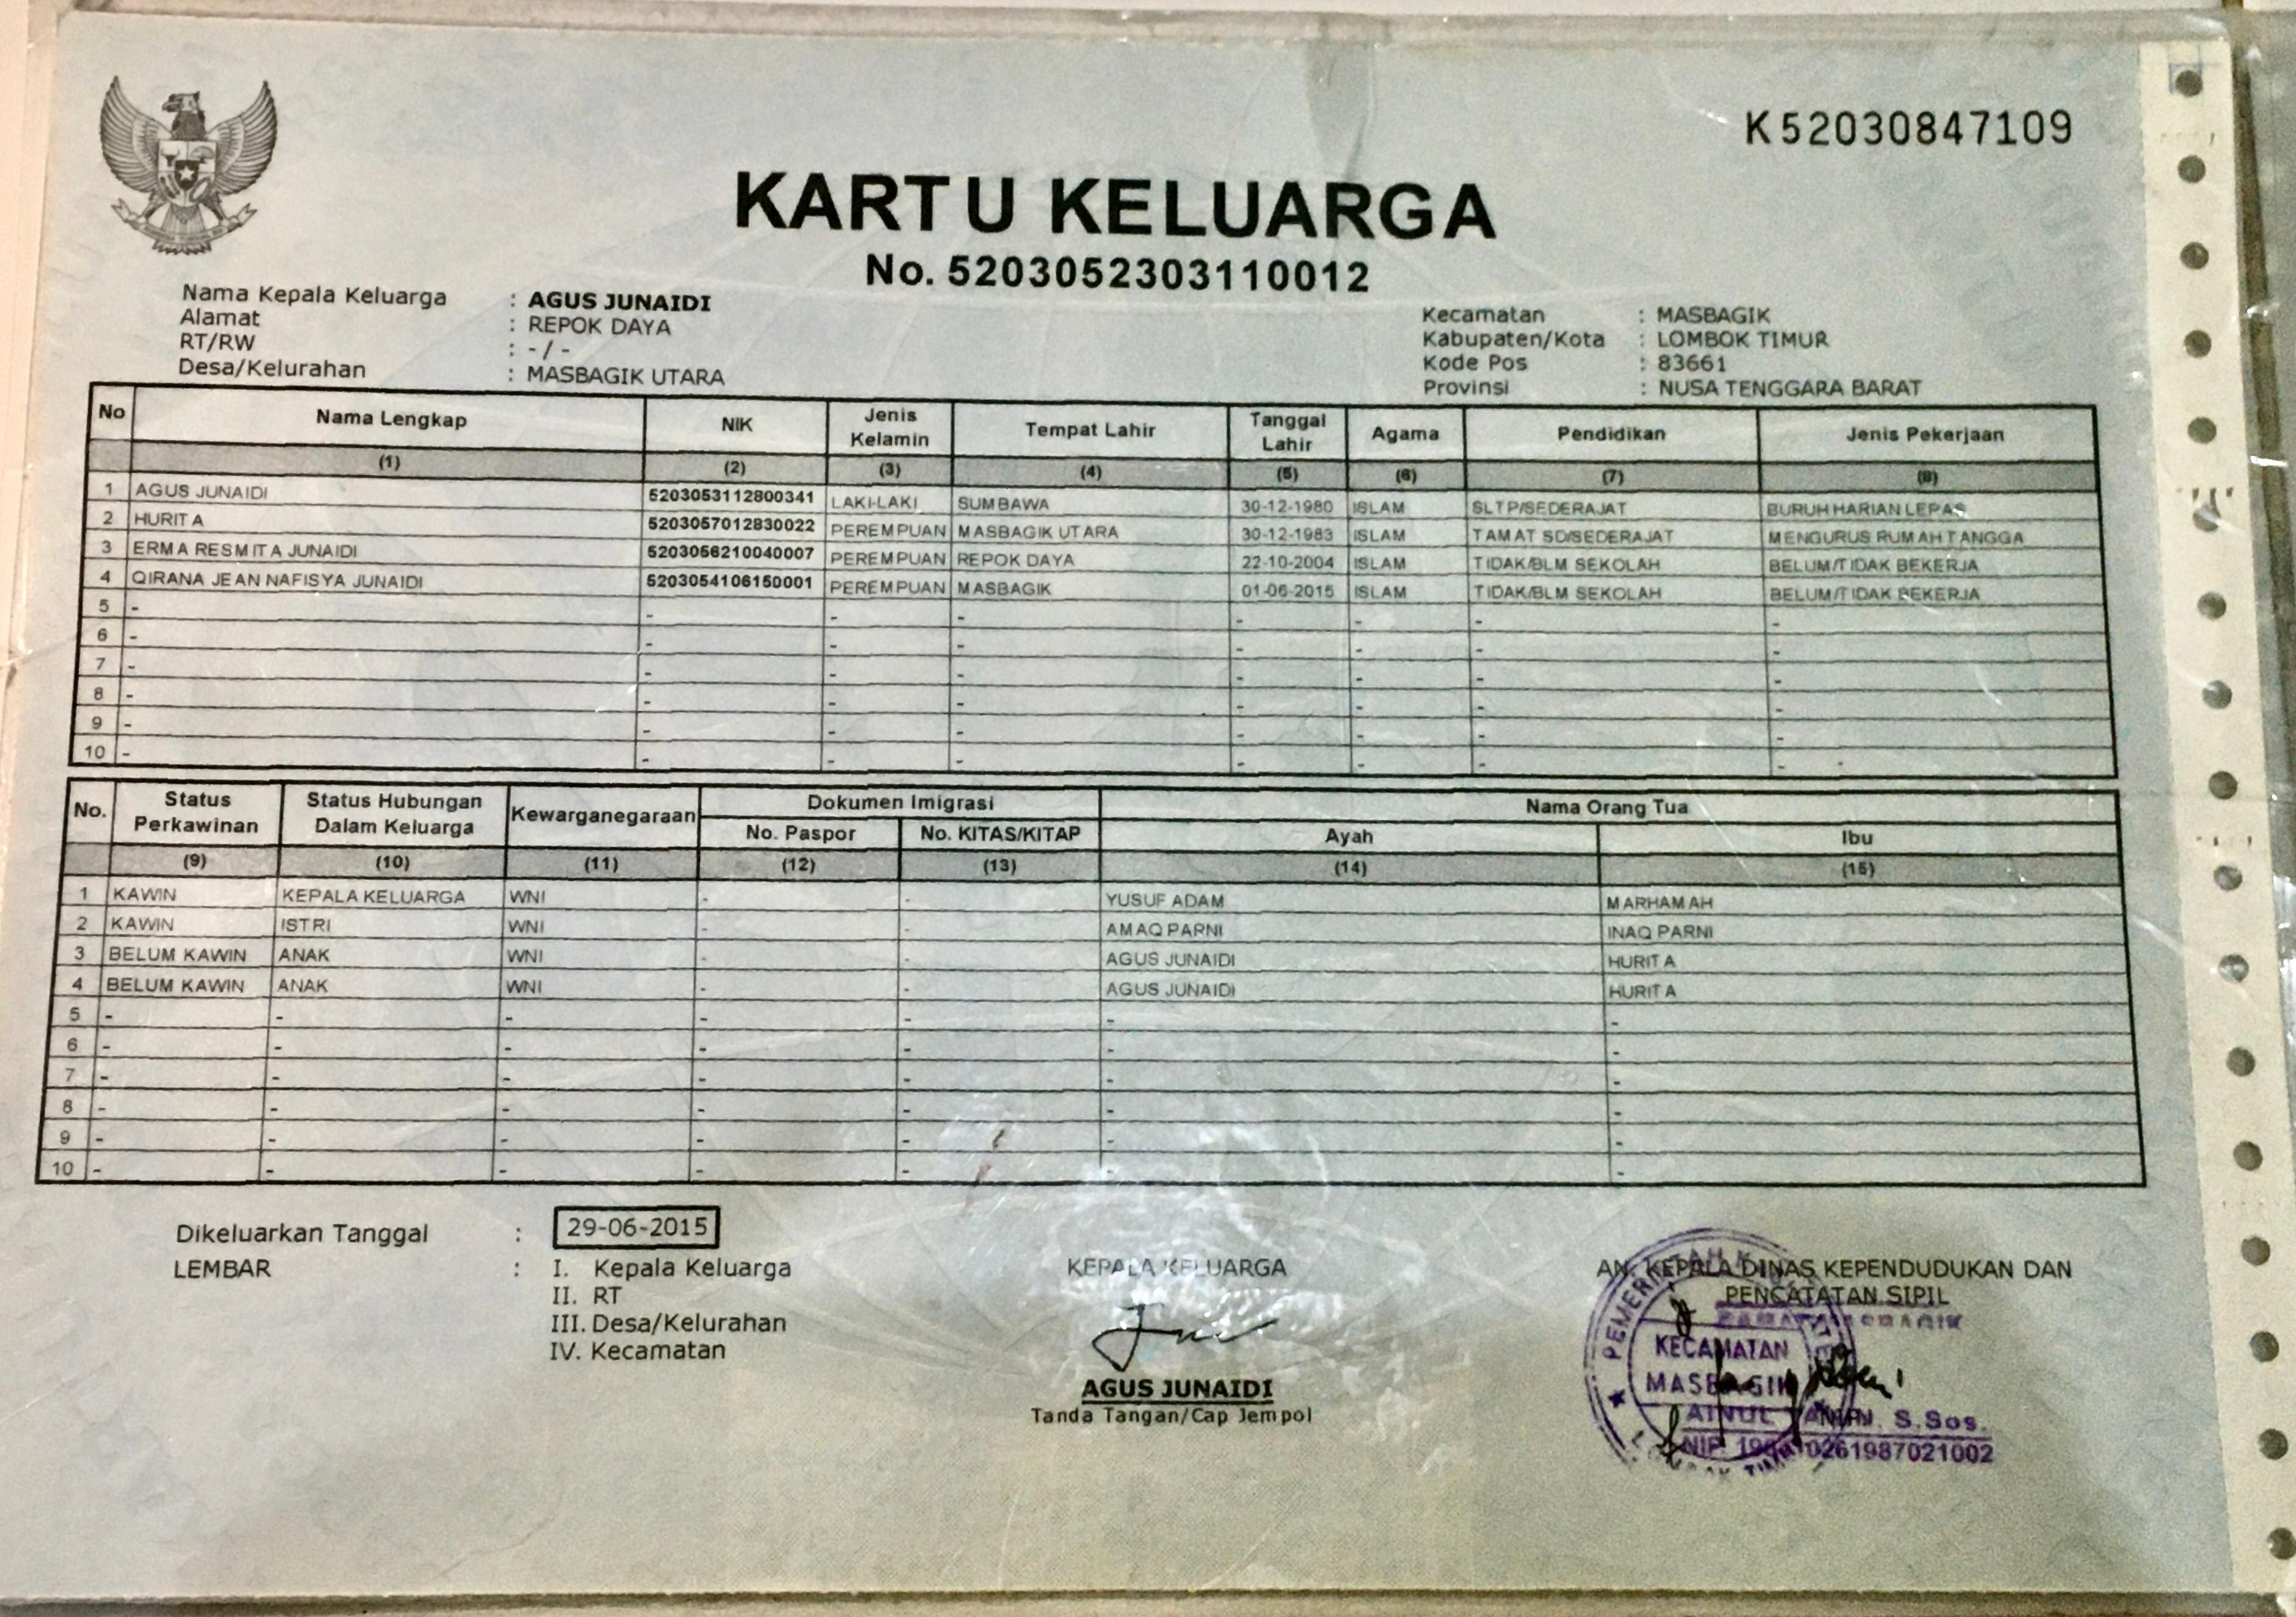 K52030847109
KARTU KELUARGA
No. 5203052303110012
Nama Kepala Keluarga : AGUS JUNAIDI
Alamat : REPOK DAYA
RT/RW : - / -
Desa/Kelurahan : MASBAGIK UTARA
Kecamatan : MASBAGIK
Kabupaten/Kota : LOMBOK TIMUR
Kode Pos : 83661
Provinsi : NUSA TENGGARA BARAT
No Nama Lengkap NIK Jenis Kelamin Tempat Lahir Tanggal Lahir Agama Pendidikan Jenis Pekerjaan
(1) (2) (3) (4) (5) (6) (7) (8)
1 AGUS JUNAIDI 5203053112800341 LAKI-LAKI SUMBAWA 30-12-1980 ISLAM SLTP/SEDERAJAT BURUH HARIAN LEPAS
2 HURITA 5203057012830022 PEREMPUAN MASBAGIK UTARA 30-12-1983 ISLAM TAMAT SD/SEDERAJAT MENGURUS RUMAH TANGGA
3 ERMA RESMITA JUNAIDI 5203056210040007 PEREMPUAN REPOK DAYA 22-10-2004 ISLAM TIDAK/BLM SEKOLAH BELUM/TIDAK BEKERJA
4 QIRANA JEAN NAFISYA JUNAIDI 5203054106150001 PEREMPUAN MASBAGIK 01-06-2015 ISLAM TIDAK/BLM SEKOLAH BELUM/TIDAK BEKERJA
5 - - - - - - - -
6 - - - - - - - -
7 - - - - - - - -
8 - - - - - - - -
9 - - - - - - - -
10 - - - - - - - -
No. Status Perkawinan Status Hubungan Dalam Keluarga Kewarganegaraan Dokumen Imigrasi Nama Orang Tua
No. Paspor No. KITAS/KITAP Ayah Ibu
(9) (10) (11) (12) (13) (14) (15)
1 KAWIN KEPALA KELUARGA WNI - - YUSUF ADAM MARHAMAH
2 KAWIN ISTRI WNI - - AMAQ PARNI INAQ PARNI
3 BELUM KAWIN ANAK WNI - - AGUS JUNAIDI HURITA
4 BELUM KAWIN ANAK WNI - - AGUS JUNAIDI HURITA
5 - - - - - - -
6 - - - - - - -
7 - - - - - - -
8 - - - - - - -
9 - - - - - - -
10 - - - - - - -
Dikeluarkan Tanggal : 29-06-2015
LEMBAR : I. Kepala Keluarga
II. RT
III. Desa/Kelurahan
IV. Kecamatan
KEPALA KELUARGA
AGUS JUNAIDI
Tanda Tangan/Cap Jempol
AN. KEPALA DINAS KEPENDUDUKAN DAN
PENCATATAN SIPIL
KECAMATAN
MASBAGIK
S.Sos.
NIP.